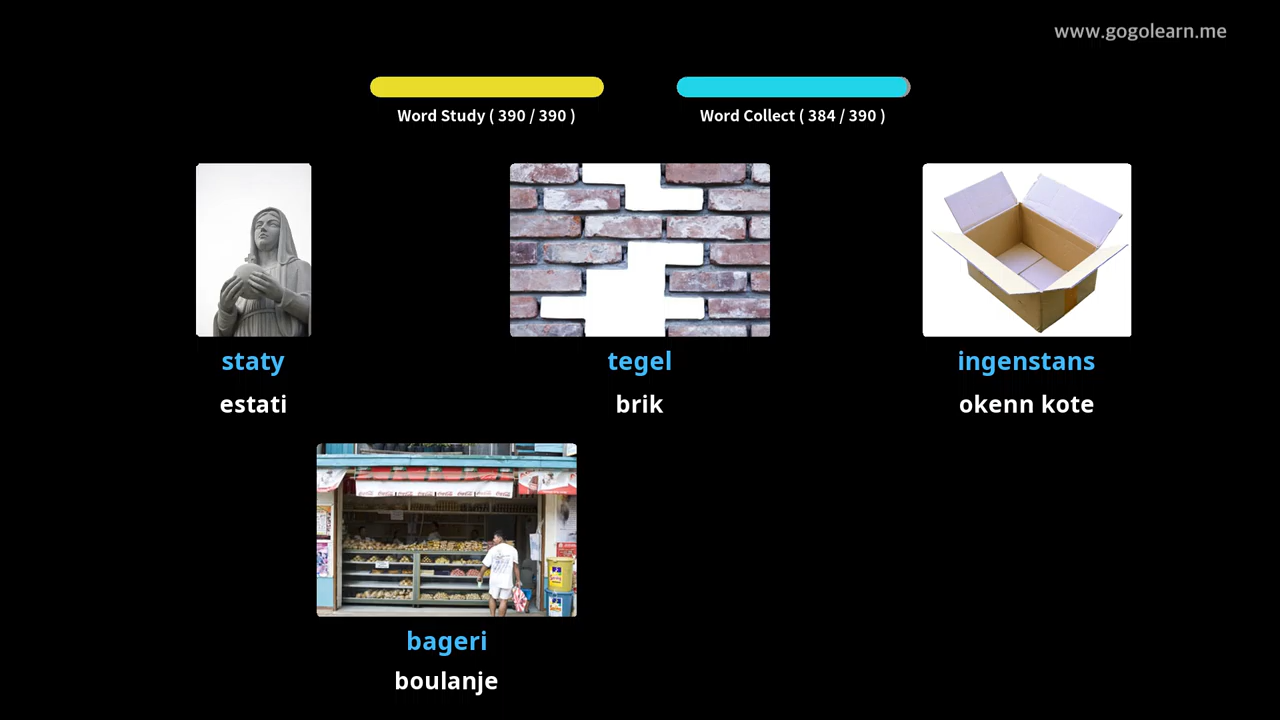 www.gogolearn.me
Word Study ( 390 / 390 )
Word Collect ( 384 / 390 )
staty
tegel
ingenstans
estati
brik
okenn kote
bageri
boulanje